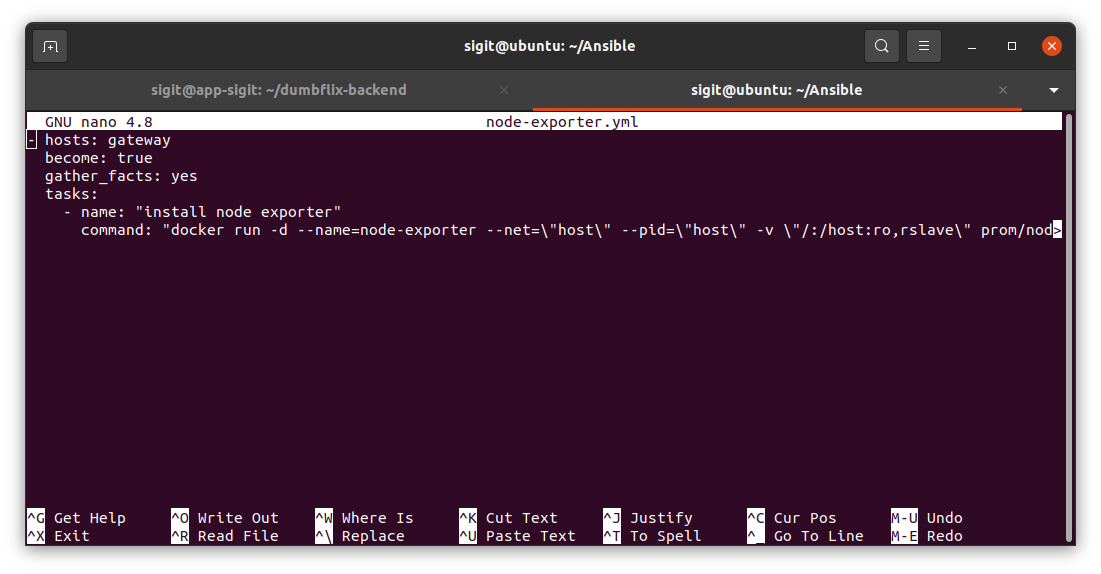 sigit@ubuntu: ~/Ansible
sigit@app-sigit: ~/dumbflix-backend
sigit@ubuntu: ~/Ansible
GNU nano 4.8 node-exporter.yml
- hosts: gateway
  become: true
  gather_facts: yes
  tasks:
    - name: "install node exporter"
      command: "docker run -d --name=node-exporter --net=\"host\" --pid=\"host\" -v \"/:/host:ro,rslave\" prom/nod>
^G Get Help ^O Write Out ^W Where Is ^K Cut Text ^J Justify ^C Cur Pos M-U Undo
^X Exit ^R Read File ^\ Replace ^U Paste Text ^T To Spell ^_ Go To Line M-E Redo